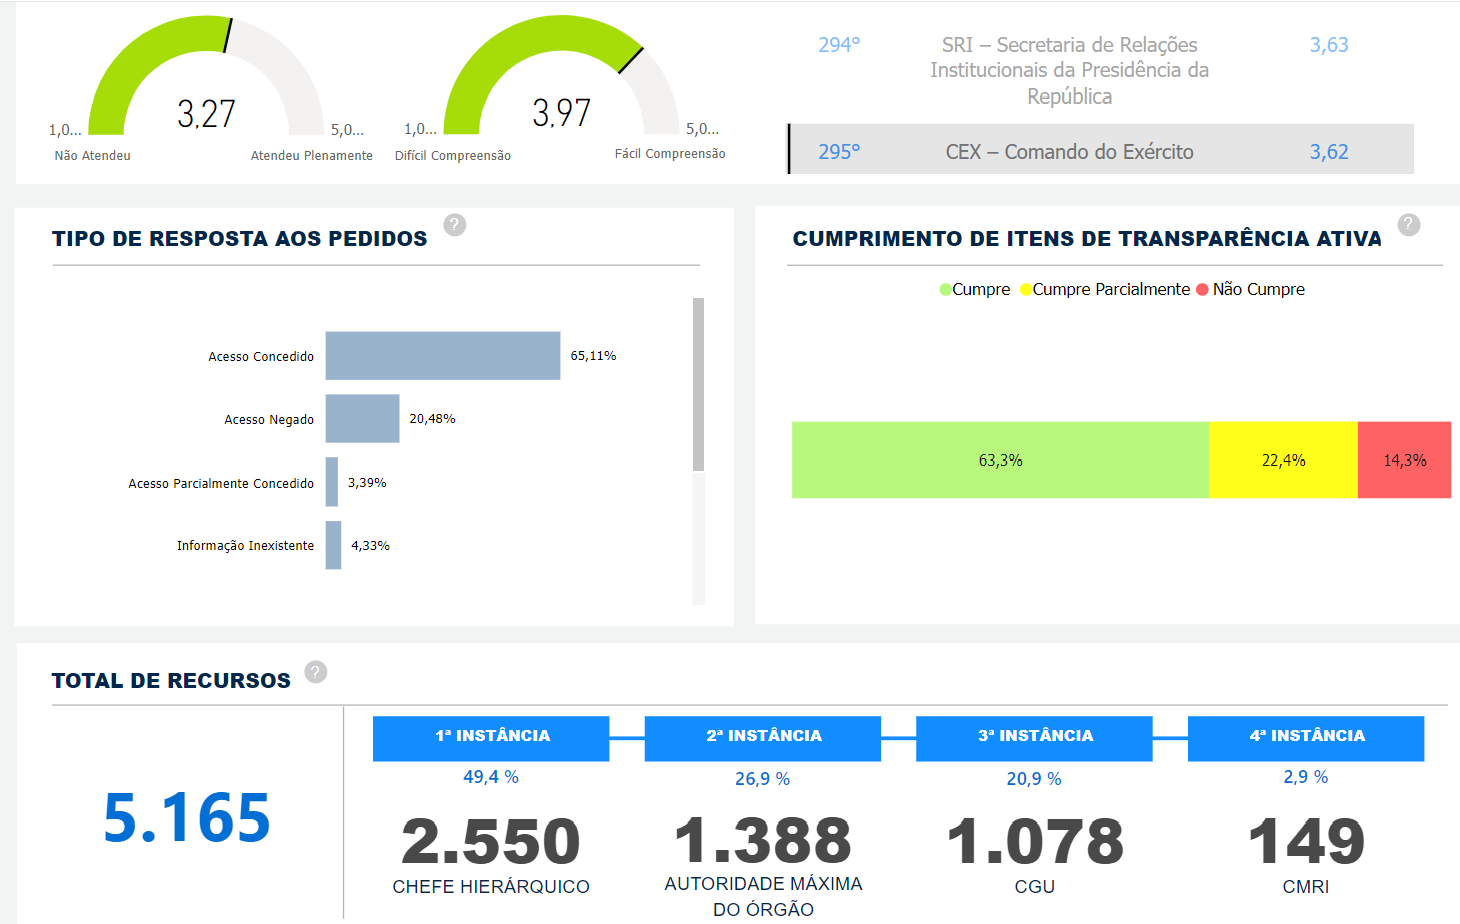 3,27
1,0...
5,0...
Não Atendeu
Atendeu Plenamente
3,97
1,0...
5,0...
Difícil Compreensão
Fácil Compreensão
294° SRI – Secretaria de Relações 3,63
Institucionais da Presidência da
República
295° CEX – Comando do Exército 3,62
TIPO DE RESPOSTA AOS PEDIDOS ?
Acesso Concedido 65,11%
Acesso Negado 20,48%
Acesso Parcialmente Concedido 3,39%
Informação Inexistente 4,33%
CUMPRIMENTO DE ITENS DE TRANSPARÊNCIA ATIVA ?
Cumpre Cumpre Parcialmente Não Cumpre
63,3% 22,4% 14,3%
TOTAL DE RECURSOS ?
5.165
1ª INSTÂNCIA
49,4 %
2.550
CHEFE HIERÁRQUICO
2ª INSTÂNCIA
26,9 %
1.388
AUTORIDADE MÁXIMA
DO ÓRGÃO
3ª INSTÂNCIA
20,9 %
1.078
CGU
4ª INSTÂNCIA
2,9 %
149
CMRI